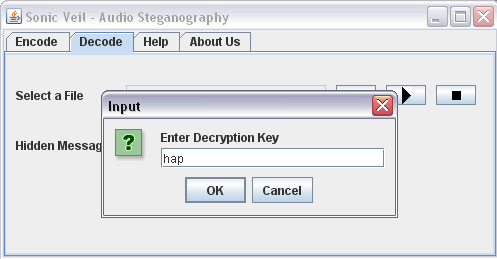 Sonic Veil - Audio Steganography
Encode Decode Help About Us
Select a File
Input
Enter Decryption Key
Hidden
hap
OK Cancel